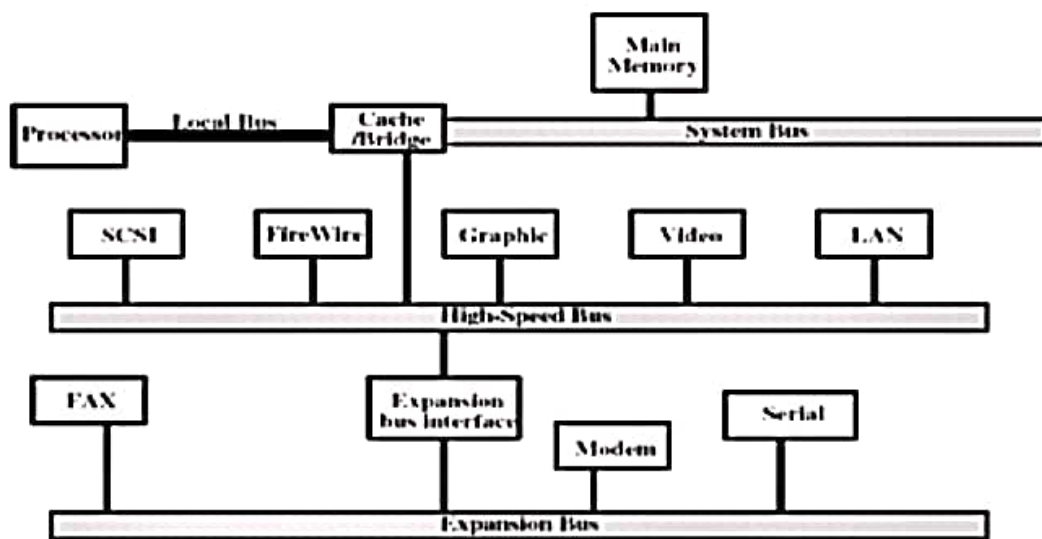 Main
Memory
Processor
Local Bus
Cache
/Bridge
System Bus
SCSI
FireWire
Graphic
Video
LAN
High-Speed Bus
FAX
Expansion
bus interface
Modem
Serial
Expansion Bus